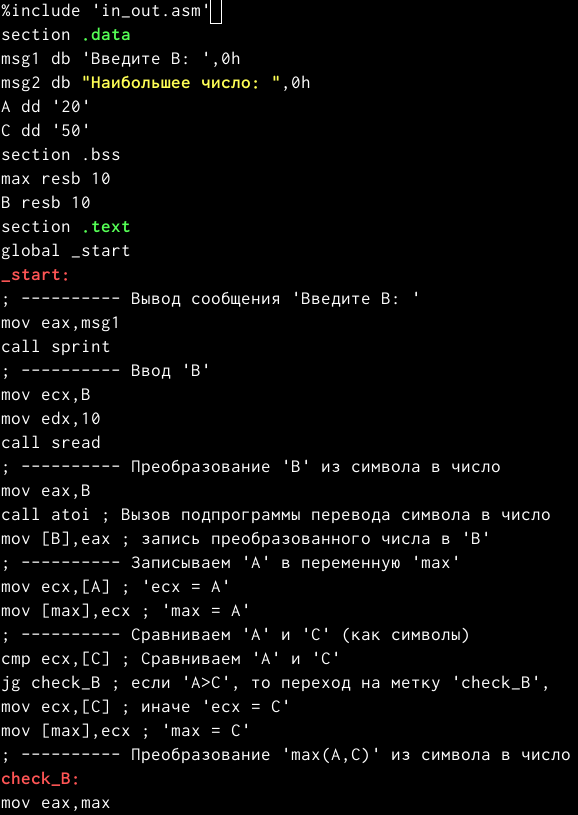 %include 'in_out.asm'
section .data
msg1 db 'Введите B: ',0h
msg2 db "Наибольшее число: ",0h
A dd '20'
C dd '50'
section .bss
max resb 10
B resb 10
section .text
global _start
_start:
; ---------- Вывод сообщения 'Введите B: '
mov eax,msg1
call sprint
; ---------- Ввод 'B'
mov ecx,B
mov edx,10
call sread
; ---------- Преобразование 'B' из символа в число
mov eax,B
call atoi ; Вызов подпрограммы перевода символа в число
mov [B],eax ; запись преобразованного числа в 'B'
; ---------- Записываем 'A' в переменную 'max'
mov ecx,[A] ; 'ecx = A'
mov [max],ecx ; 'max = A'
; ---------- Сравниваем 'A' и 'С' (как символы)
cmp ecx,[C] ; Сравниваем 'A' и 'С'
jg check_B ; если 'A>C', то переход на метку 'check_B',
mov ecx,[C] ; иначе 'ecx = C'
mov [max],ecx ; 'max = C'
; ---------- Преобразование 'max(A,C)' из символа в число
check_B:
mov eax,max